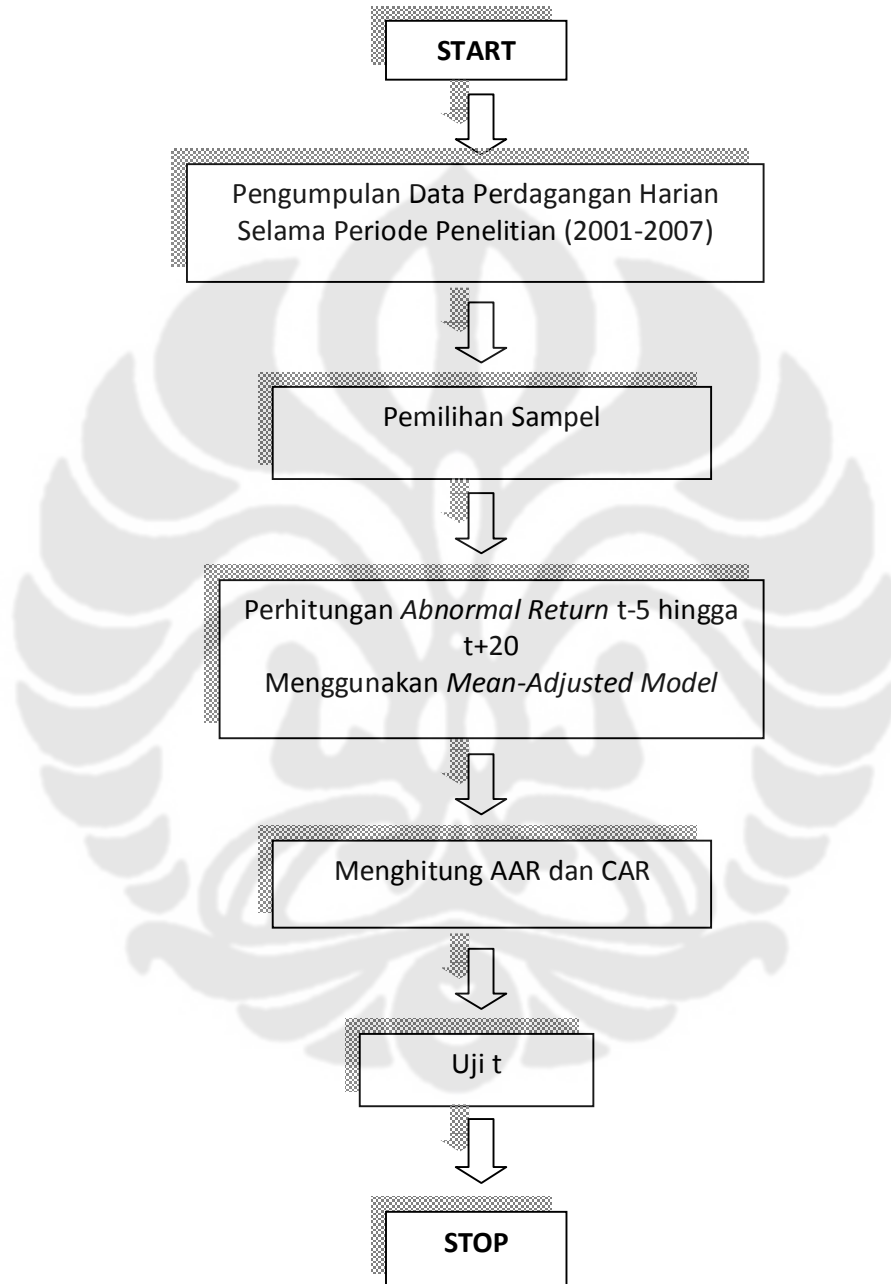 START
Pengumpulan Data Perdagangan Harian
Selama Periode Penelitian (2001-2007)
Pemilihan Sampel
Perhitungan Abnormal Return t-5 hingga
t+20
Menggunakan Mean-Adjusted Model
Menghitung AAR dan CAR
Uji t
STOP